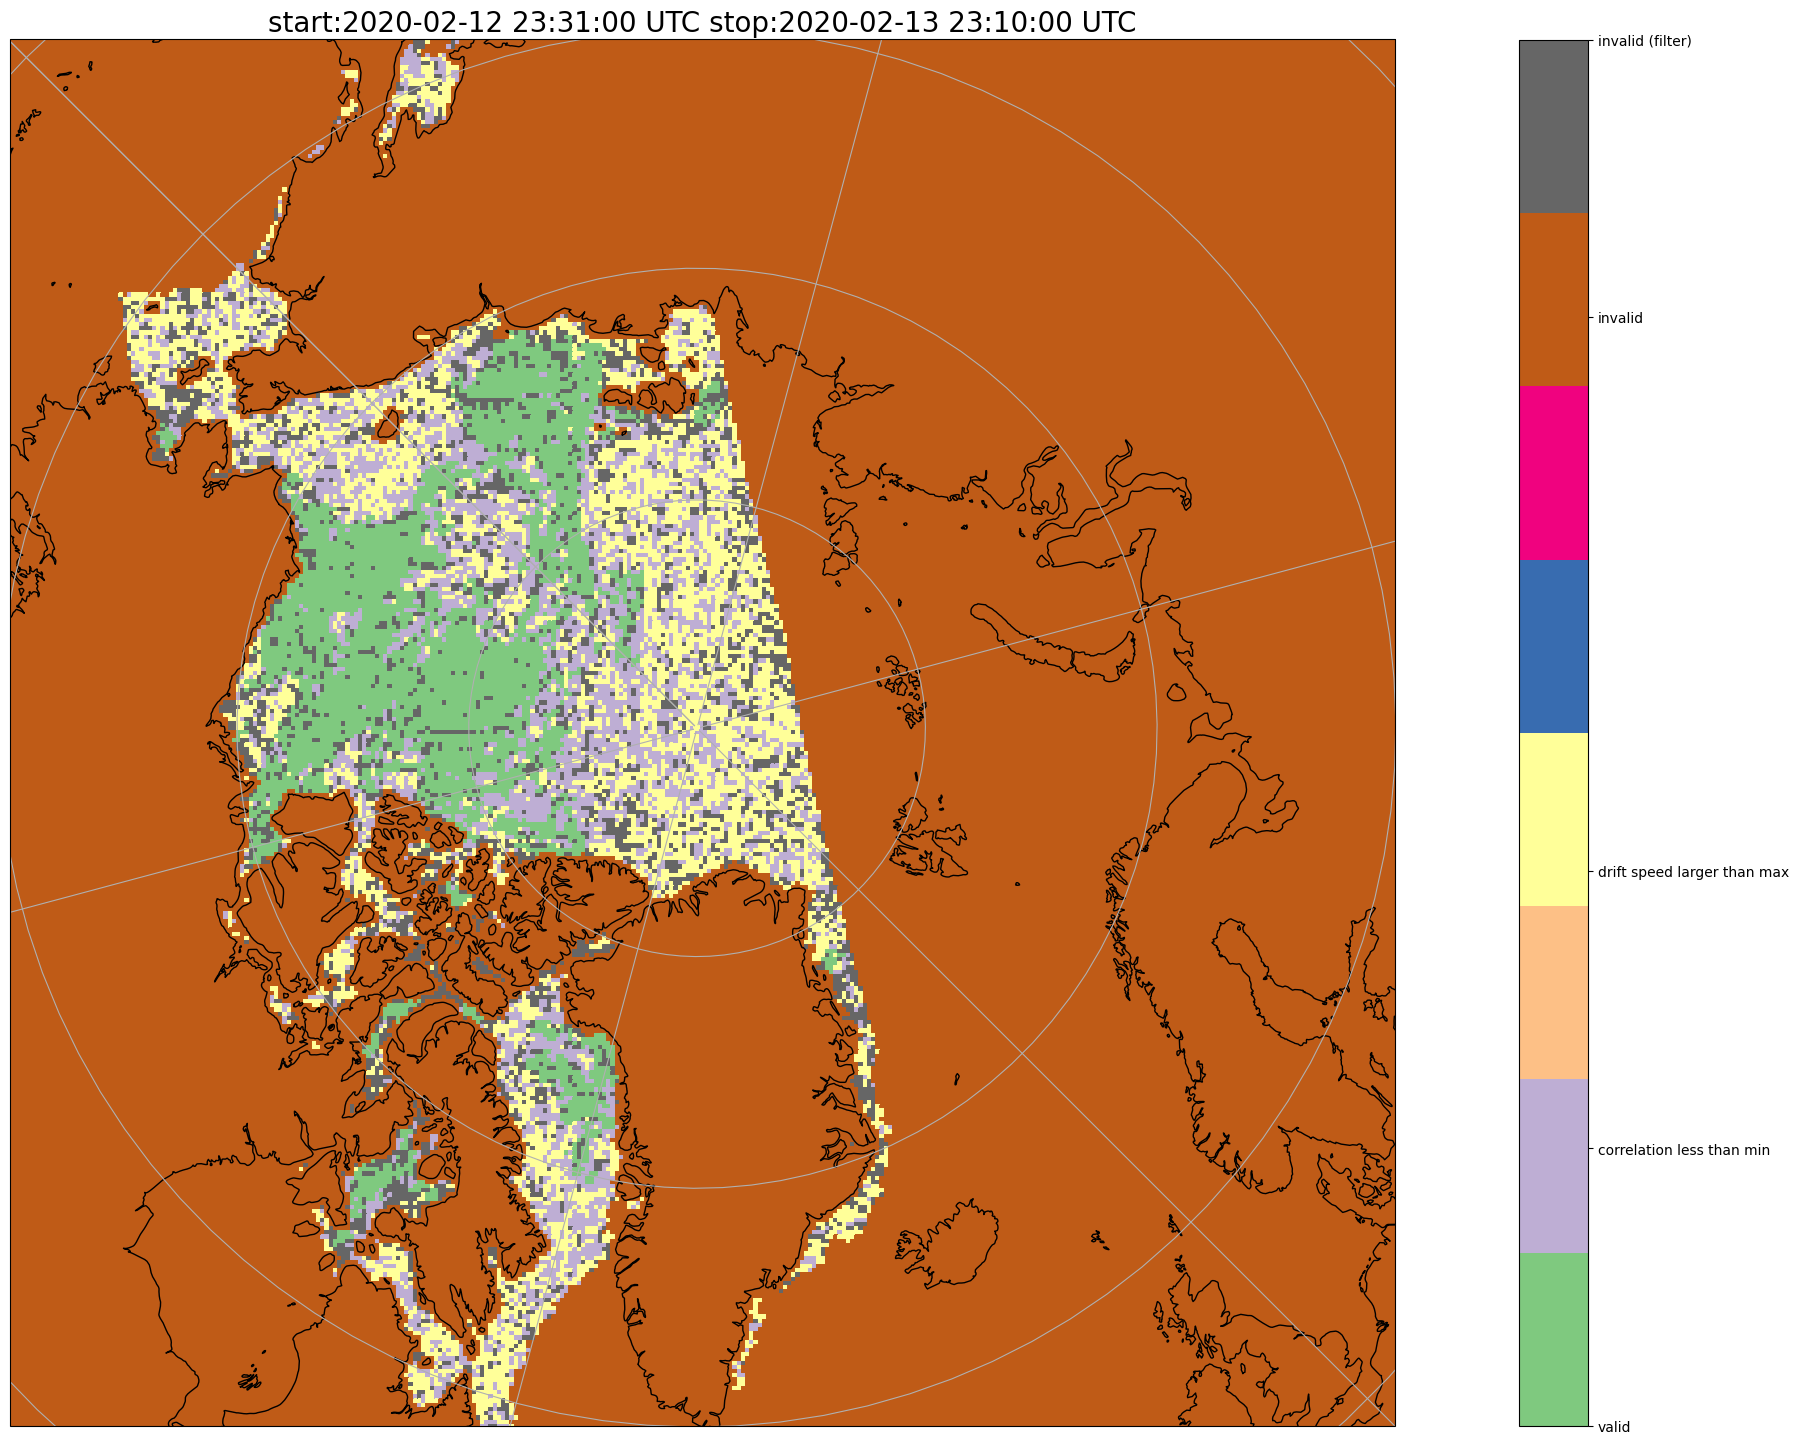 start:2020-02-12 23:31:00 UTC stop:2020-02-13 23:10:00 UTC
invalid (filter)
invalid
drift speed larger than max
correlation less than min
valid